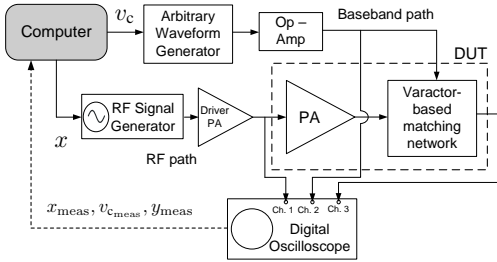 Computer
v_c
Arbitrary
Waveform
Generator
Op –
Amp
Baseband path
DUT
x
RF Signal
Generator
Driver
PA
RF path
PA
Varactor-
based
matching
network
x_meas, v_c_meas, y_meas
Ch. 1
Ch. 2
Ch. 3
Digital
Oscilloscope